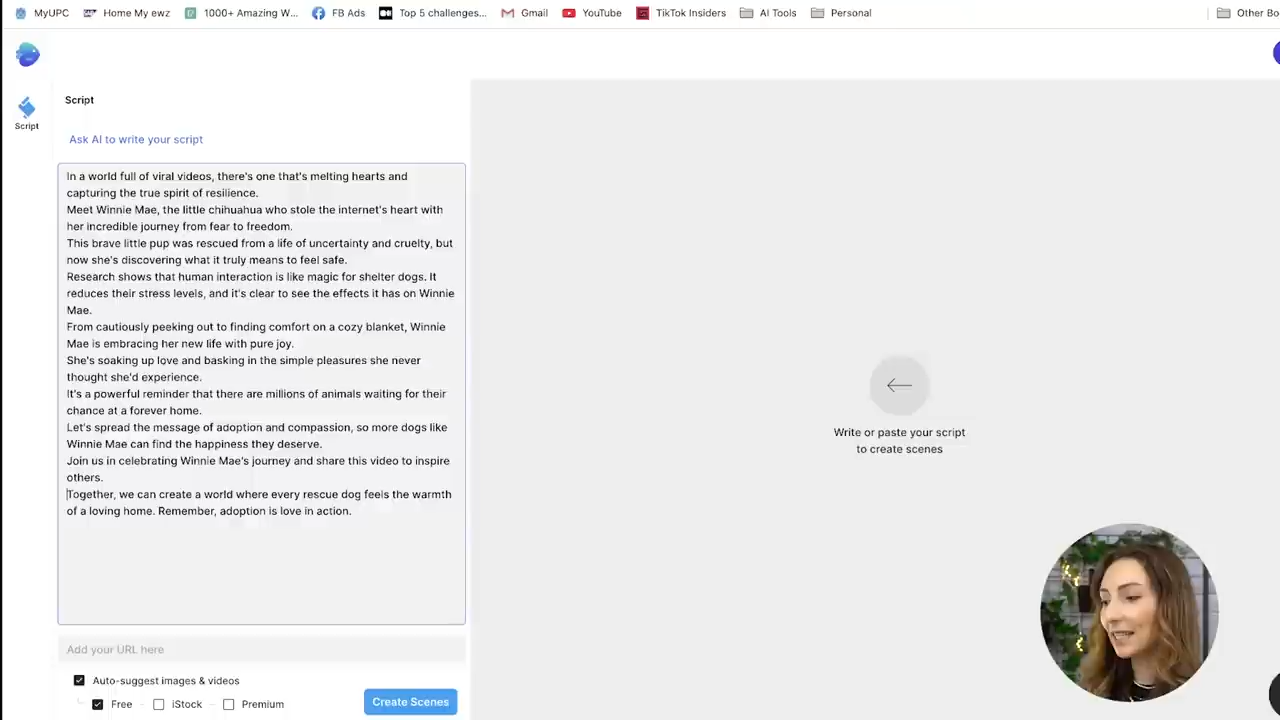 MyUPC
Home My ewz
1000+ Amazing W...
FB Ads
Top 5 challenges...
Gmail
YouTube
TikTok Insiders
AI Tools
Personal
Other Bo
Script
Script
Ask AI to write your script
In a world full of viral videos, there's one that's melting hearts and
capturing the true spirit of resilience.
Meet Winnie Mae, the little chihuahua who stole the internet's heart with
her incredible journey from fear to freedom.
This brave little pup was rescued from a life of uncertainty and cruelty, but
now she's discovering what it truly means to feel safe.
Research shows that human interaction is like magic for shelter dogs. It
reduces their stress levels, and it's clear to see the effects it has on Winnie
Mae.
From cautiously peeking out to finding comfort on a cozy blanket, Winnie
Mae is embracing her new life with pure joy.
She's soaking up love and basking in the simple pleasures she never
thought she'd experience.
It's a powerful reminder that there are millions of animals waiting for their
chance at a forever home.
Let's spread the message of adoption and compassion, so more dogs like
Winnie Mae can find the happiness they deserve.
Join us in celebrating Winnie Mae's journey and share this video to inspire
others.
Together, we can create a world where every rescue dog feels the warmth
of a loving home. Remember, adoption is love in action.
Write or paste your script
to create scenes
Add your URL here
Auto-suggest images & videos
Free
iStock
Premium
Create Scenes